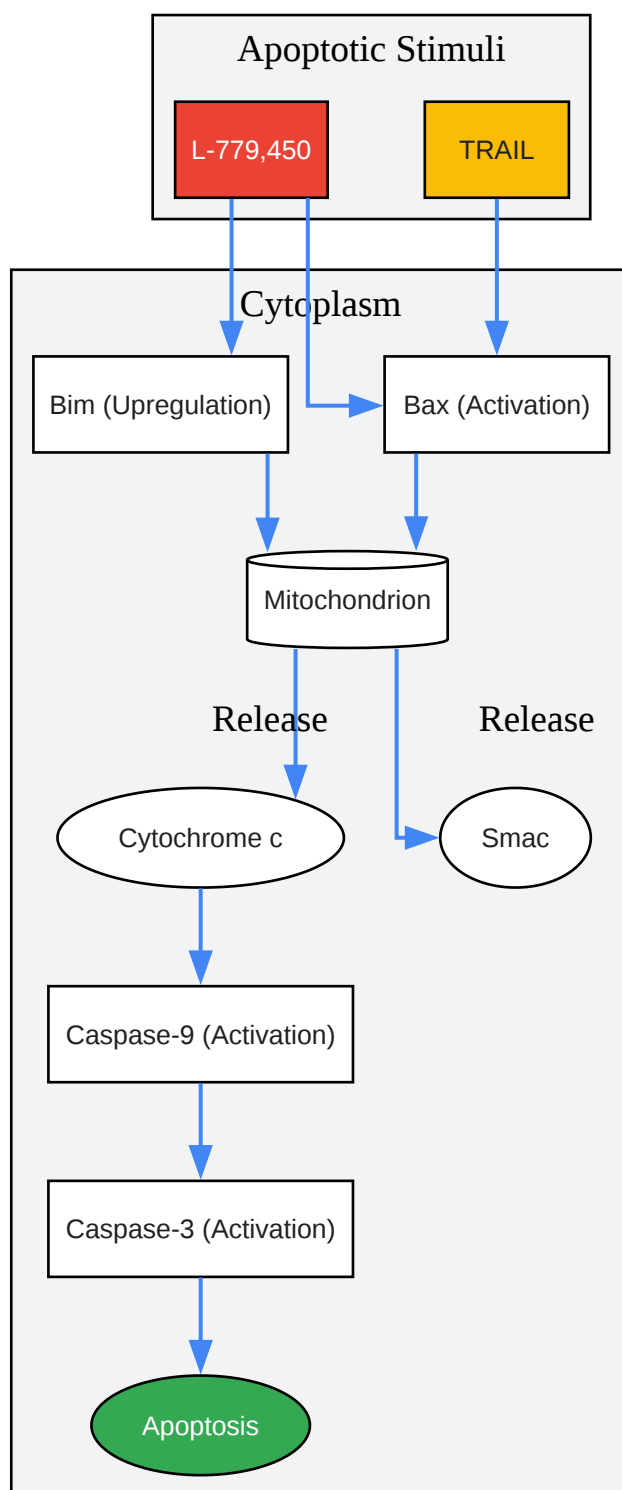 Apoptotic Stimuli
L-779,450
TRAIL
Cytoplasm
Bim (Upregulation)
Bax (Activation)
Mitochondrion
Release
Release
Cytochrome c
Smac
Caspase-9 (Activation)
Caspase-3 (Activation)
Apoptosis